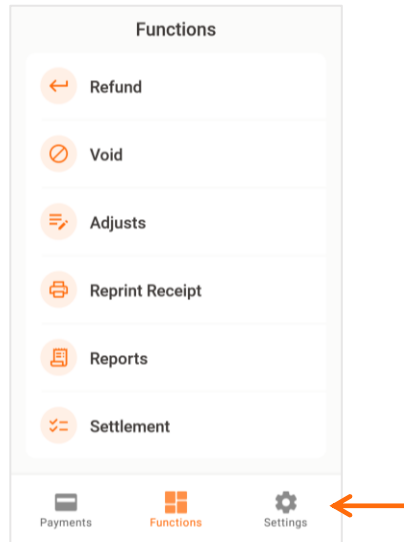 Functions
Refund
Void
Adjusts
Reprint Receipt
Reports
Settlement
Payments Functions Settings